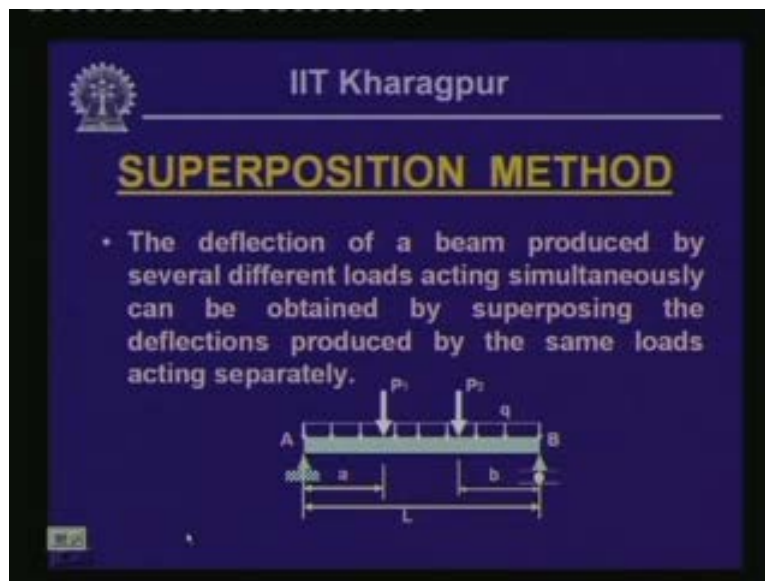 IIT Kharagpur
SUPERPOSITION METHOD
• The deflection of a beam produced by
several different loads acting simultaneously
can be obtained by superposing the
deflections produced by the same loads
acting separately.
P₁ P₂
q
A B
a b
L